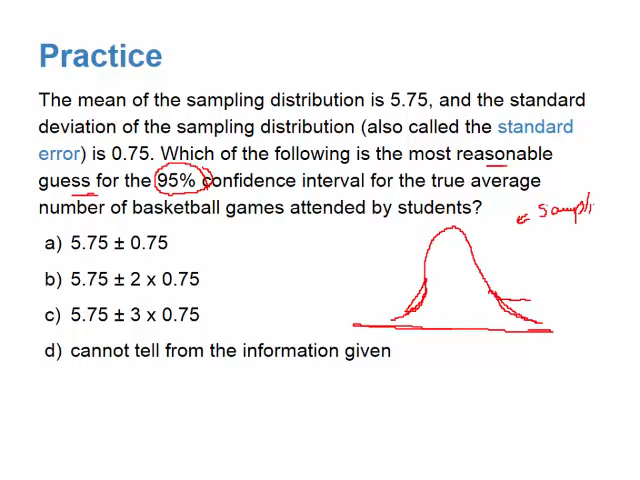 Practice
The mean of the sampling distribution is 5.75, and the standard
deviation of the sampling distribution (also called the standard
error) is 0.75. Which of the following is the most reasonable
guess for the 95% confidence interval for the true average
number of basketball games attended by students?
Sampli
a) 5.75 ± 0.75
b) 5.75 ± 2 x 0.75
c) 5.75 ± 3 x 0.75
d) cannot tell from the information given